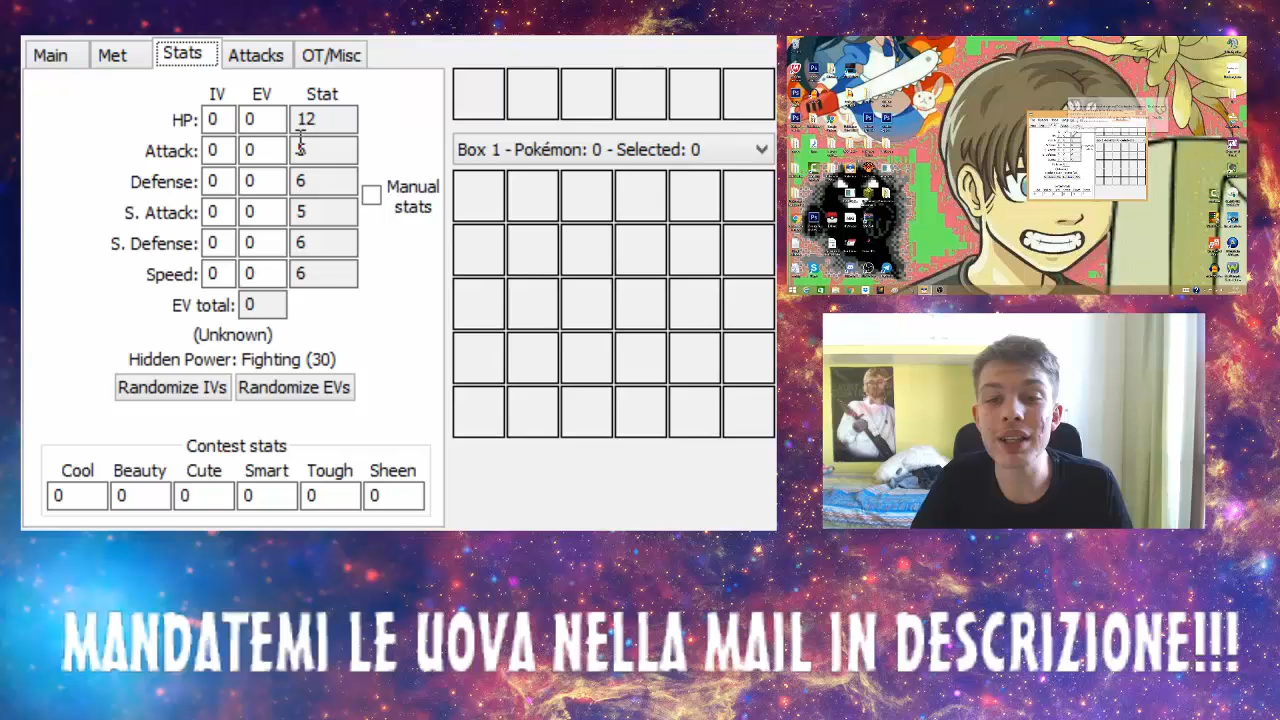 Main Met Stats Attacks OT/Misc
IV EV Stat
HP: 0 0 12
Attack: 0 0
Defense: 0 0 6
S. Attack: 0 0 5
S. Defense: 0 0 6
Speed: 0 0 6
EV total: 0
Manual
stats
(Unknown)
Hidden Power: Fighting (30)
Randomize IVs Randomize EVs
Contest stats
Cool Beauty Cute Smart Tough Sheen
0 0 0 0 0 0
Box 1 - Pokémon: 0 - Selected: 0
MANDATEMI LE UOVA NELLA MAIL IN DESCRIZIONE!!!